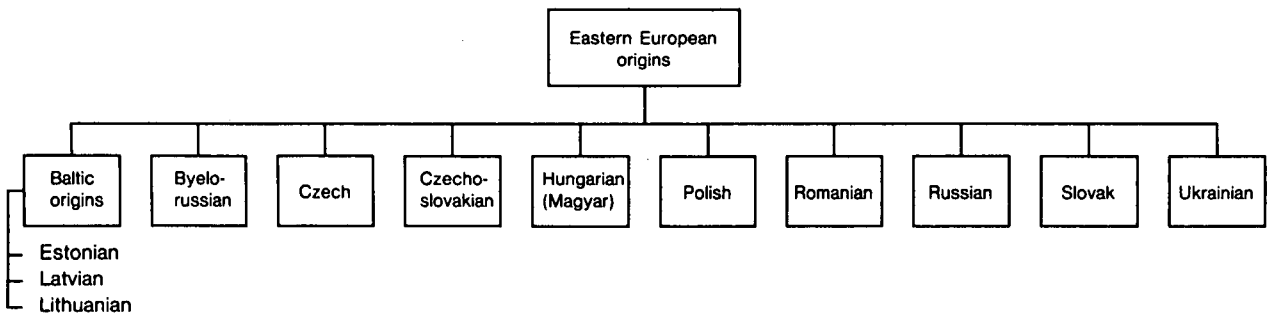 Eastern European
origins
Baltic
origins
Byelo-
russian
Czech
Czecho-
slovakian
Hungarian
(Magyar)
Polish
Romanian
Russian
Slovak
Ukrainian
Estonian
Latvian
Lithuanian